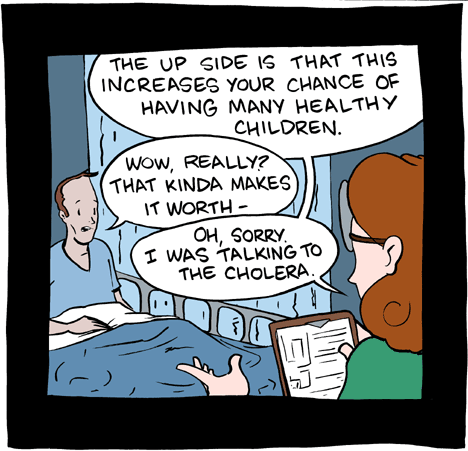 THE UP SIDE IS THAT THIS
INCREASES YOUR CHANCE OF
HAVING MANY HEALTHY
CHILDREN.
WOW, REALLY?
THAT KINDA MAKES
IT WORTH -
OH, SORRY.
I WAS TALKING TO
THE CHOLERA.